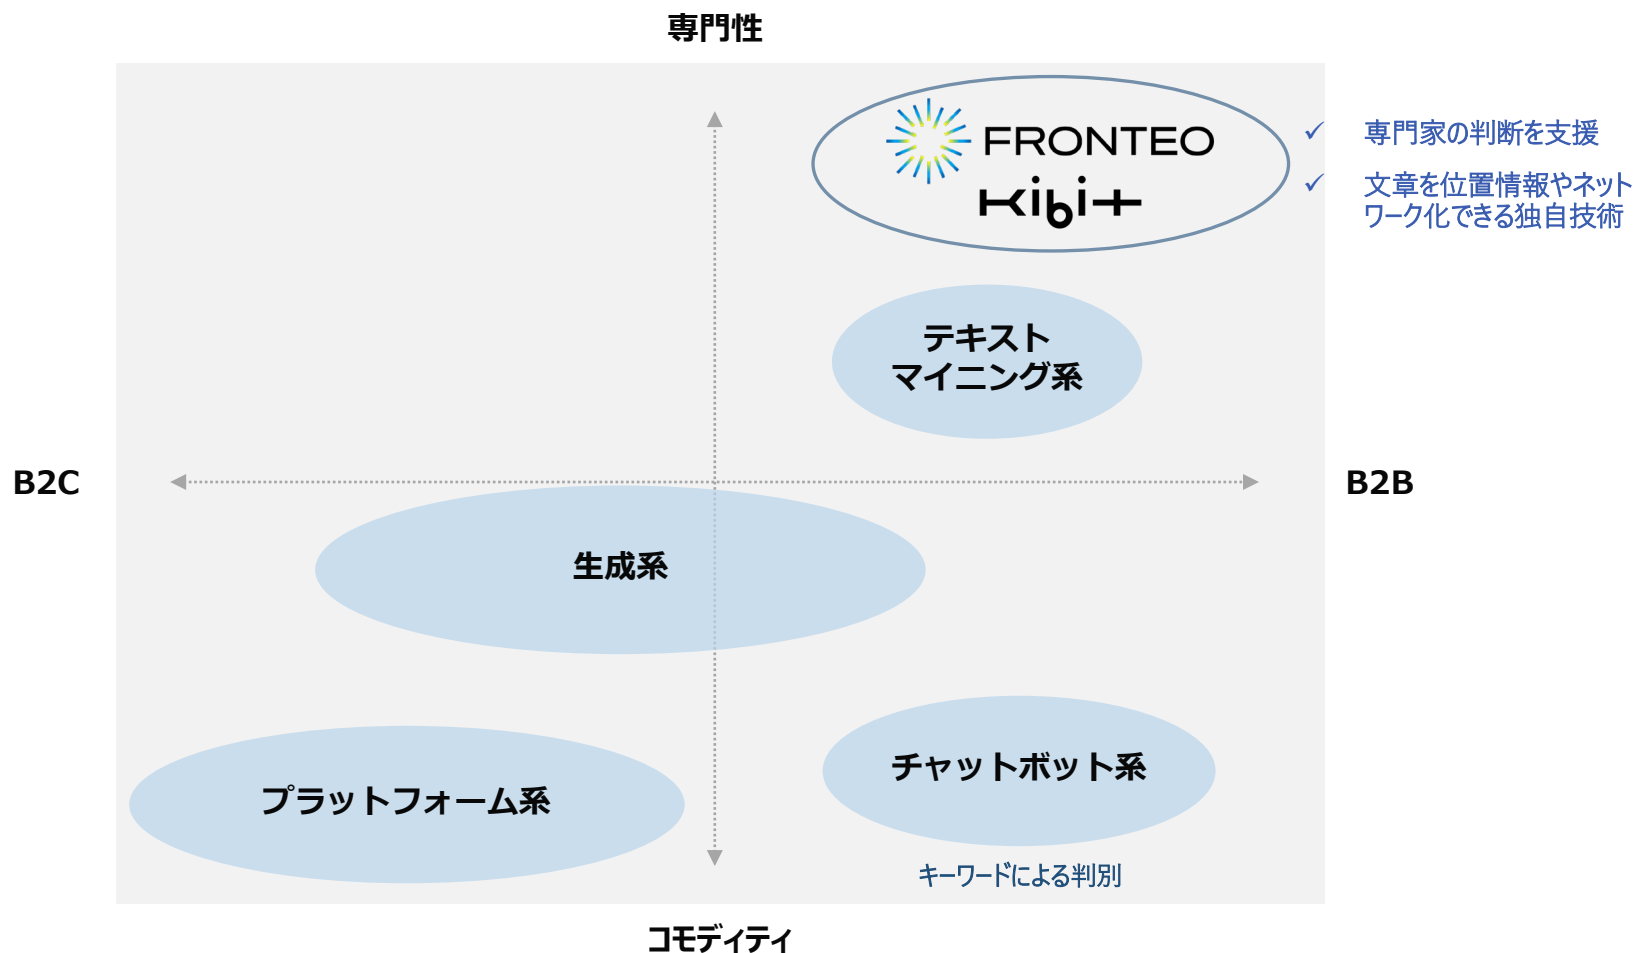 専門性
FRONTEO
KIBIT
✓ 専門家の判断を支援
✓ 文章を位置情報やネット
ワーク化できる独自技術
テキスト
マイニング系
B2C
B2B
生成系
チャットボット系
プラットフォーム系
キーワードによる判別
コモディティ